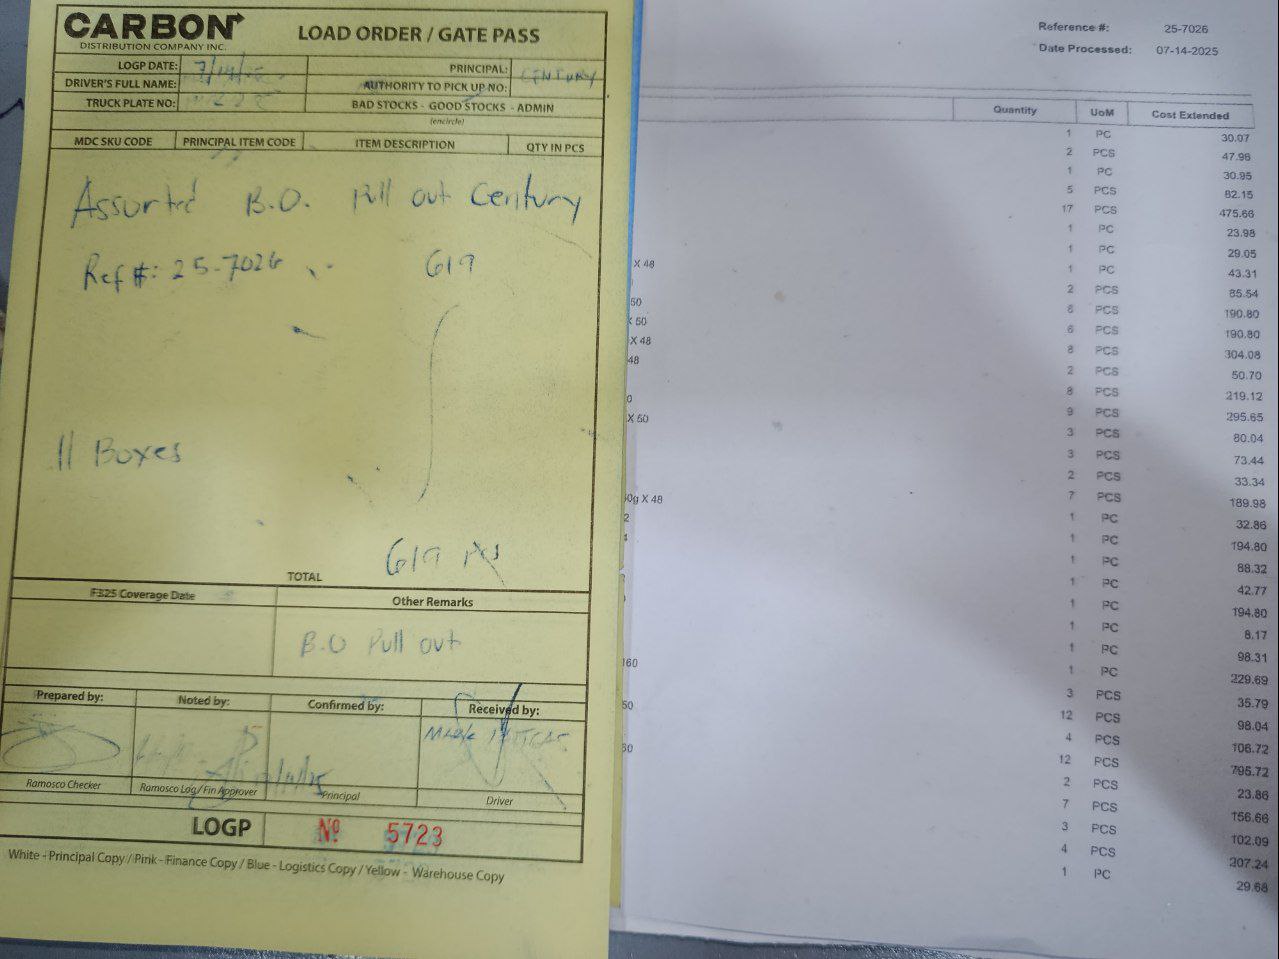 CARBON
DISTRIBUTION COMPANY INC.
LOAD ORDER / GATE PASS
LOGP DATE: 7/14/25
PRINCIPAL: CENTURY
DRIVER'S FULL NAME:
AUTHORITY TO PICK UP NO:
TRUCK PLATE NO:
BAD STOCKS - GOOD STOCKS - ADMIN
(encircle)
MDC SKU CODE PRINCIPAL ITEM CODE ITEM DESCRIPTION QTY IN PCS
Assorted B.O. Pull out Century
Ref #: 25-7026 619
11 Boxes
619 pcs
TOTAL
F325 Coverage Date Other Remarks
B.O Pull out
Prepared by: Noted by: Confirmed by: Received by:
Ramosco Checker Ramosco Log/Fin Approver Principal Driver
LOGP Nº 5723
White - Principal Copy / Pink - Finance Copy / Blue - Logistics Copy / Yellow - Warehouse Copy
Reference #: 25-7026
Date Processed: 07-14-2025
Quantity UoM Cost Extended
1 PC 30.07
2 PCS 47.96
1 PC 30.95
5 PCS 82.15
17 PCS 475.66
1 PC 23.98
1 PC 29.05
X 48 1 PC 43.31
2 PCS 85.54
50 6 PCS 190.80
X 50 6 PCS 190.80
X 48 8 PCS 304.08
48 2 PCS 50.70
8 PCS 219.12
0 9 PCS 295.65
X 50 3 PCS 80.04
3 PCS 73.44
2 PCS 33.34
7 PCS 189.98
0g X 48 1 PC 32.86
1 PC 194.80
1 PC 88.32
1 PC 42.77
1 PC 194.80
1 PC 8.17
1 PC 98.31
1 PC 229.69
160 3 PCS 35.79
12 PCS 98.04
50 4 PCS 106.72
12 PCS 795.72
2 PCS 23.86
7 PCS 156.66
3 PCS 102.09
4 PCS 207.24
1 PC 29.68